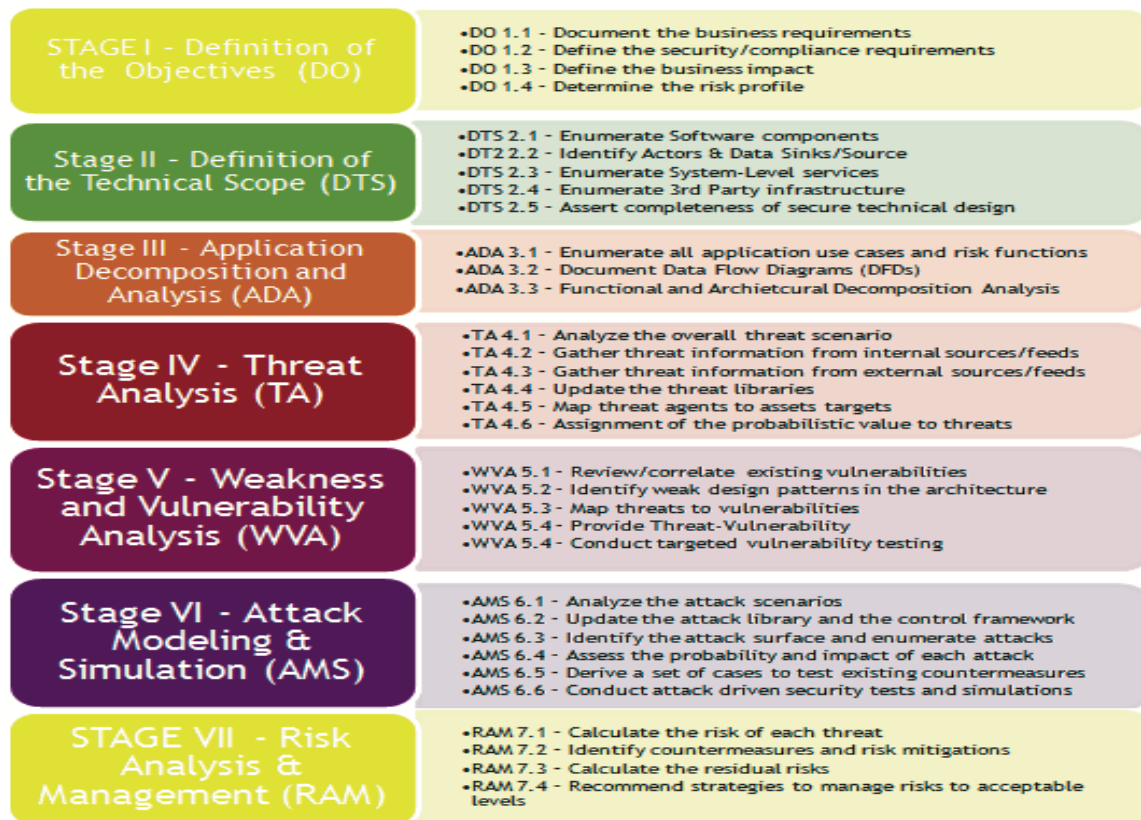 STAGE I - Definition of
the Objectives (DO)
•DO 1.1 - Document the business requirements
•DO 1.2 - Define the security/compliance requirements
•DO 1.3 - Define the business impact
•DO 1.4 - Determine the risk profile
Stage II - Definition of
the Technical Scope (DTS)
•DTS 2.1 - Enumerate Software components
•DT2 2.2 - Identify Actors & Data Sinks/Source
•DTS 2.3 - Enumerate System-Level services
•DTS 2.4 - Enumerate 3rd Party infrastructure
•DTS 2.5 - Assert completeness of secure technical design
Stage III - Application
Decomposition and
Analysis (ADA)
•ADA 3.1 - Enumerate all application use cases and risk functions
•ADA 3.2 - Document Data Flow Diagrams (DFDs)
•ADA 3.3 - Functional and Archietcural Decomposition Analysis
Stage IV - Threat
Analysis (TA)
•TA 4.1 - Analyze the overall threat scenario
•TA 4.2 - Gather threat information from internal sources/feeds
•TA 4.3 - Gather threat information from external sources/feeds
•TA 4.4 - Update the threat libraries
•TA 4.5 - Map threat agents to assets targets
•TA 4.6 - Assignment of the probabilistic value to threats
Stage V - Weakness
and Vulnerability
Analysis (WVA)
•WVA 5.1 - Review/correlate existing vulnerabilities
•WVA 5.2 - Identify weak design patterns in the architecture
•WVA 5.3 - Map threats to vulnerabilities
•WVA 5.4 - Provide Threat-Vulnerability
•WVA 5.4 - Conduct targeted vulnerability testing
Stage VI - Attack
Modeling &
Simulation (AMS)
•AMS 6.1 - Analyze the attack scenarios
•AMS 6.2 - Update the attack library and the control framework
•AMS 6.3 - Identify the attack surface and enumerate attacks
•AMS 6.4 - Assess the probability and impact of each attack
•AMS 6.5 - Derive a set of cases to test existing countermeasures
•AMS 6.6 - Conduct attack driven security tests and simulations
STAGE VII - Risk
Analysis &
Management (RAM)
•RAM 7.1 - Calculate the risk of each threat
•RAM 7.2 - Identify countermeasures and risk mitigations
•RAM 7.3 - Calculate the residual risks
•RAM 7.4 - Recommend strategies to manage risks to acceptable
levels